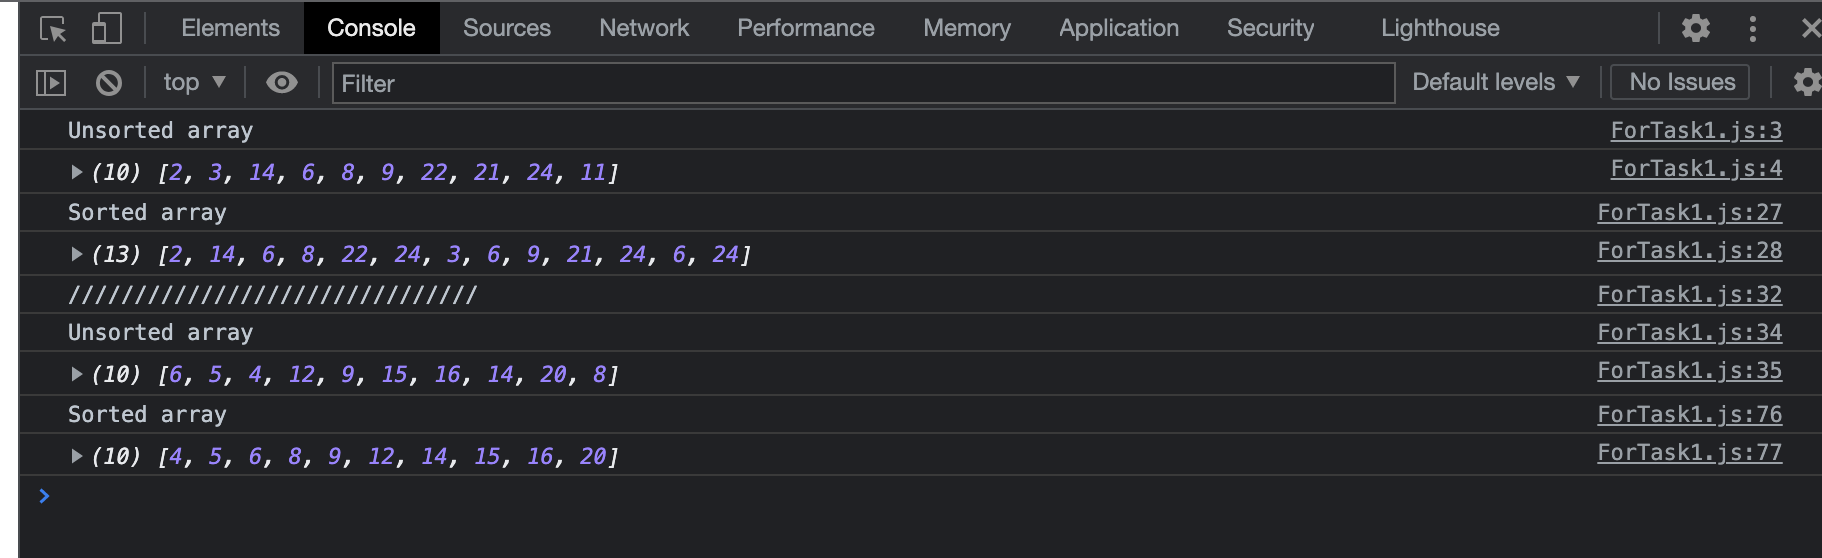 Elements Console Sources Network Performance Memory Application Security Lighthouse
top Filter Default levels No Issues
Unsorted array ForTask1.js:3
(10) [2, 3, 14, 6, 8, 9, 22, 21, 24, 11] ForTask1.js:4
Sorted array ForTask1.js:27
(13) [2, 14, 6, 8, 22, 24, 3, 6, 9, 21, 24, 6, 24] ForTask1.js:28
/////////////////////////////// ForTask1.js:32
Unsorted array ForTask1.js:34
(10) [6, 5, 4, 12, 9, 15, 16, 14, 20, 8] ForTask1.js:35
Sorted array ForTask1.js:76
(10) [4, 5, 6, 8, 9, 12, 14, 15, 16, 20] ForTask1.js:77